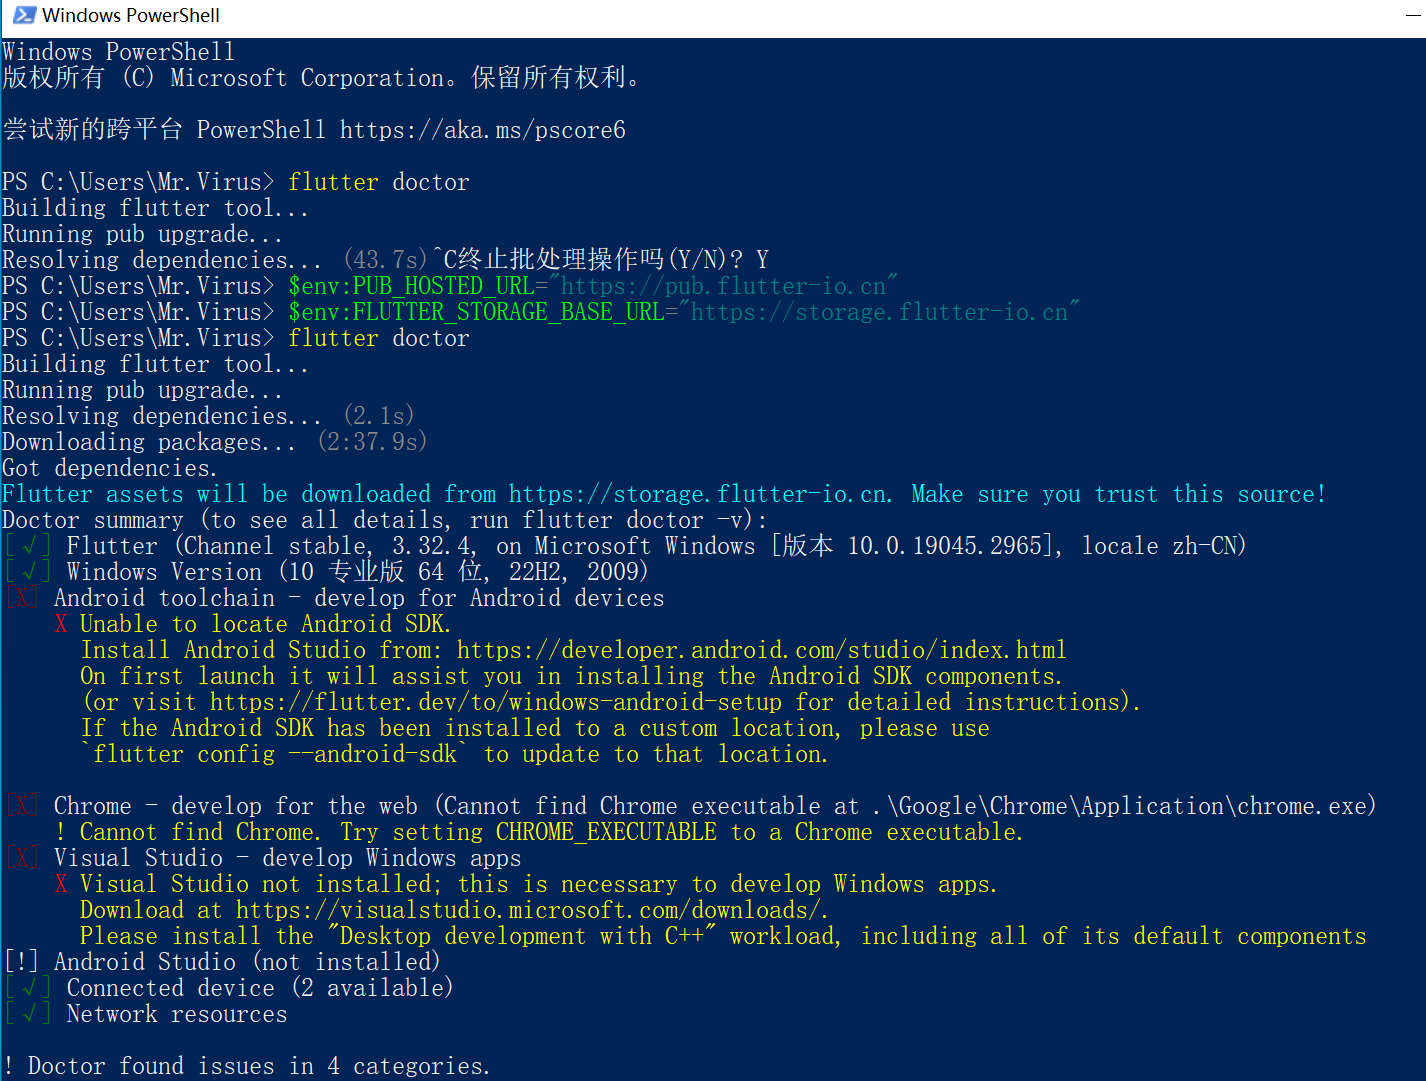 Windows PowerShell
Windows PowerShell
版权所有 (C) Microsoft Corporation。保留所有权利。
尝试新的跨平台 PowerShell https://aka.ms/pscore6
PS C:\Users\Mr.Virus> flutter doctor
Building flutter tool...
Running pub upgrade...
Resolving dependencies... (43.7s)^C终止批处理操作吗(Y/N)? Y
PS C:\Users\Mr.Virus> $env:PUB_HOSTED_URL="https://pub.flutter-io.cn"
PS C:\Users\Mr.Virus> $env:FLUTTER_STORAGE_BASE_URL="https://storage.flutter-io.cn"
PS C:\Users\Mr.Virus> flutter doctor
Building flutter tool...
Running pub upgrade...
Resolving dependencies... (2.1s)
Downloading packages... (2:37.9s)
Got dependencies.
Flutter assets will be downloaded from https://storage.flutter-io.cn. Make sure you trust this source!
Doctor summary (to see all details, run flutter doctor -v):
[√] Flutter (Channel stable, 3.32.4, on Microsoft Windows [版本 10.0.19045.2965], locale zh-CN)
[√] Windows Version (10 专业版 64 位, 22H2, 2009)
[X] Android toolchain - develop for Android devices
X Unable to locate Android SDK.
Install Android Studio from: https://developer.android.com/studio/index.html
On first launch it will assist you in installing the Android SDK components.
(or visit https://flutter.dev/to/windows-android-setup for detailed instructions).
If the Android SDK has been installed to a custom location, please use
`flutter config --android-sdk` to update to that location.
[X] Chrome - develop for the web (Cannot find Chrome executable at .\Google\Chrome\Application\chrome.exe)
! Cannot find Chrome. Try setting CHROME_EXECUTABLE to a Chrome executable.
[X] Visual Studio - develop Windows apps
X Visual Studio not installed; this is necessary to develop Windows apps.
Download at https://visualstudio.microsoft.com/downloads/.
Please install the "Desktop development with C++" workload, including all of its default components
[!] Android Studio (not installed)
[√] Connected device (2 available)
[√] Network resources
! Doctor found issues in 4 categories.